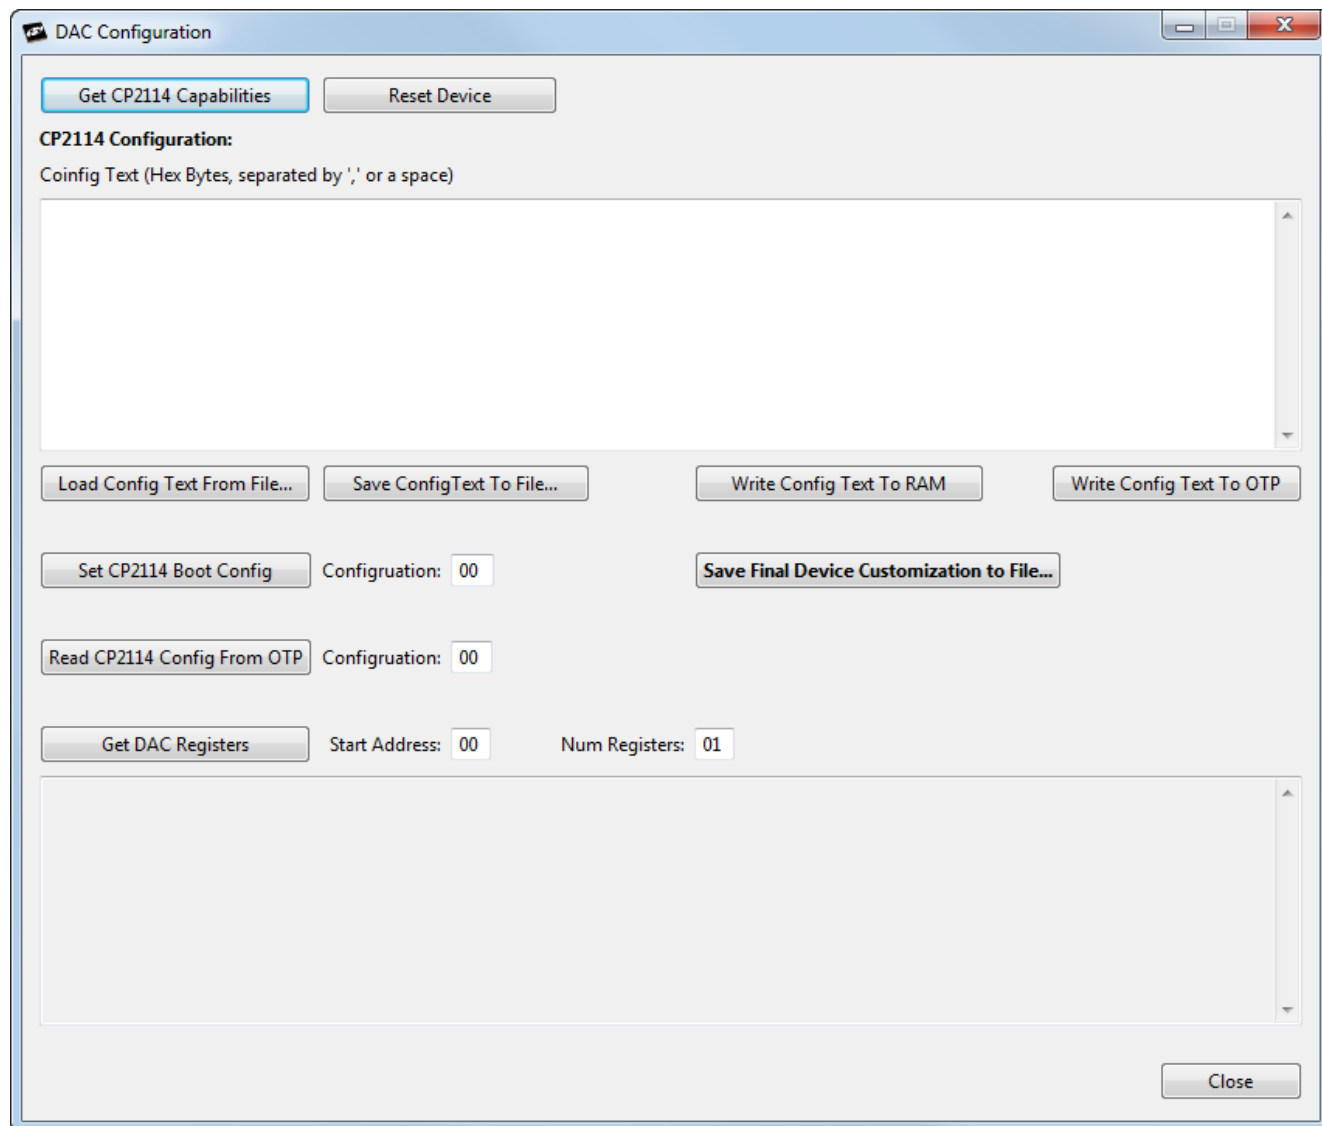 DAC Configuration
Get CP2114 Capabilities Reset Device
CP2114 Configuration:
Coinfig Text (Hex Bytes, separated by ',' or a space)
Load Config Text From File... Save ConfigText To File... Write Config Text To RAM Write Config Text To OTP
Set CP2114 Boot Config Configruation: 00 Save Final Device Customization to File...
Read CP2114 Config From OTP Configruation: 00
Get DAC Registers Start Address: 00 Num Registers: 01
Close